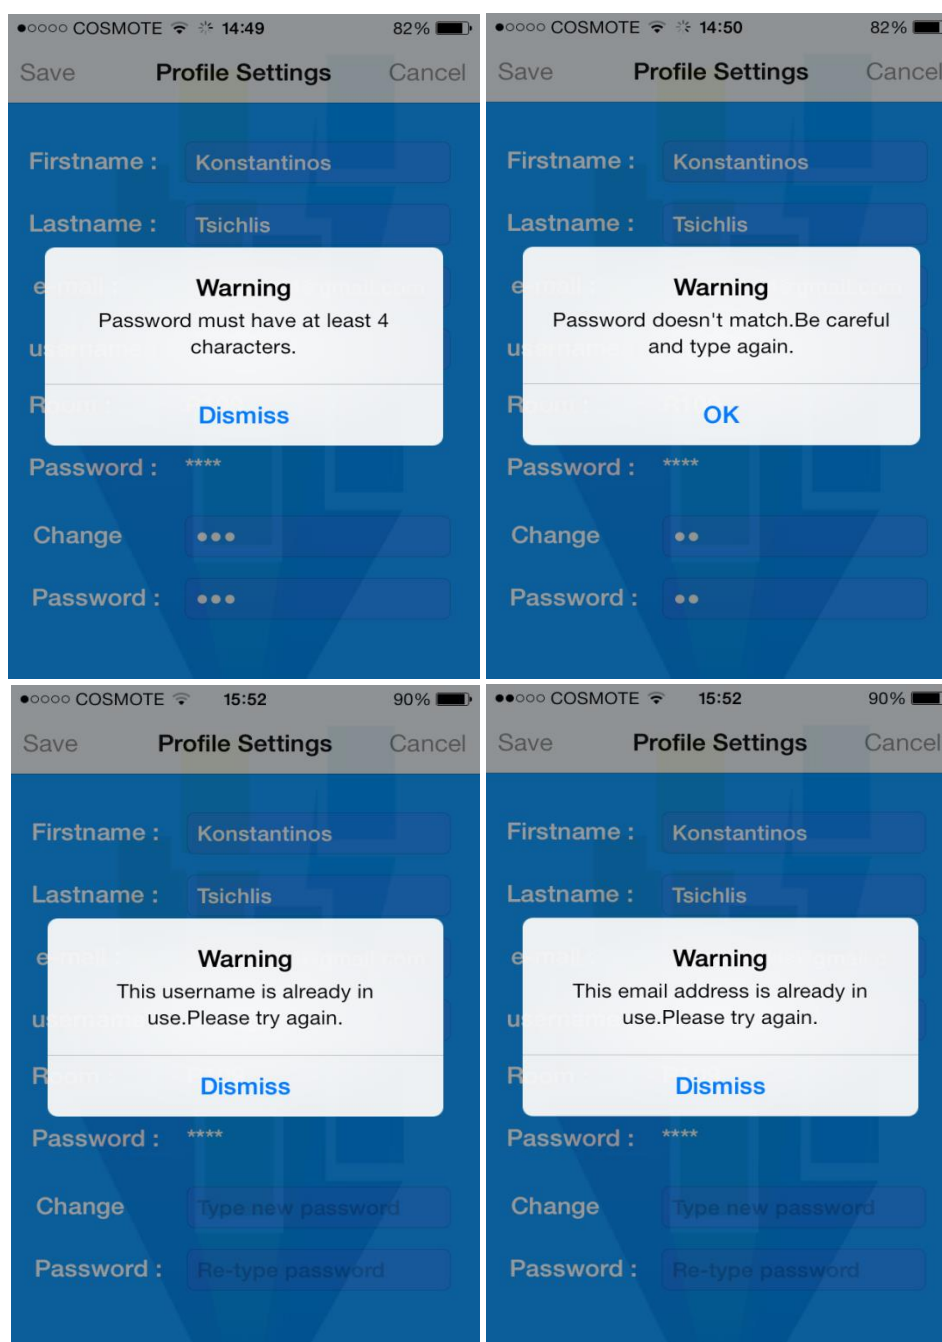 COSMOTE 14:49 82%
Save Profile Settings Cancel
Firstname : Konstantinos
Lastname : Tsichlis
Warning
Password must have at least 4
characters.
Dismiss
Password : ****
Change
Password :
COSMOTE 14:50 82%
Save Profile Settings Cancel
Firstname : Konstantinos
Lastname : Tsichlis
Warning
Password doesn't match.Be careful
and type again.
OK
Password : ****
Change
Password :
COSMOTE 15:52 90%
Save Profile Settings Cancel
Firstname : Konstantinos
Lastname : Tsichlis
Warning
This username is already in
use.Please try again.
Dismiss
Password : ****
Change Type new password
Password : Re-type password
COSMOTE 15:52 90%
Save Profile Settings Cancel
Firstname : Konstantinos
Lastname : Tsichlis
Warning
This email address is already in
use.Please try again.
Dismiss
Password : ****
Change Type new password
Password : Re-type password